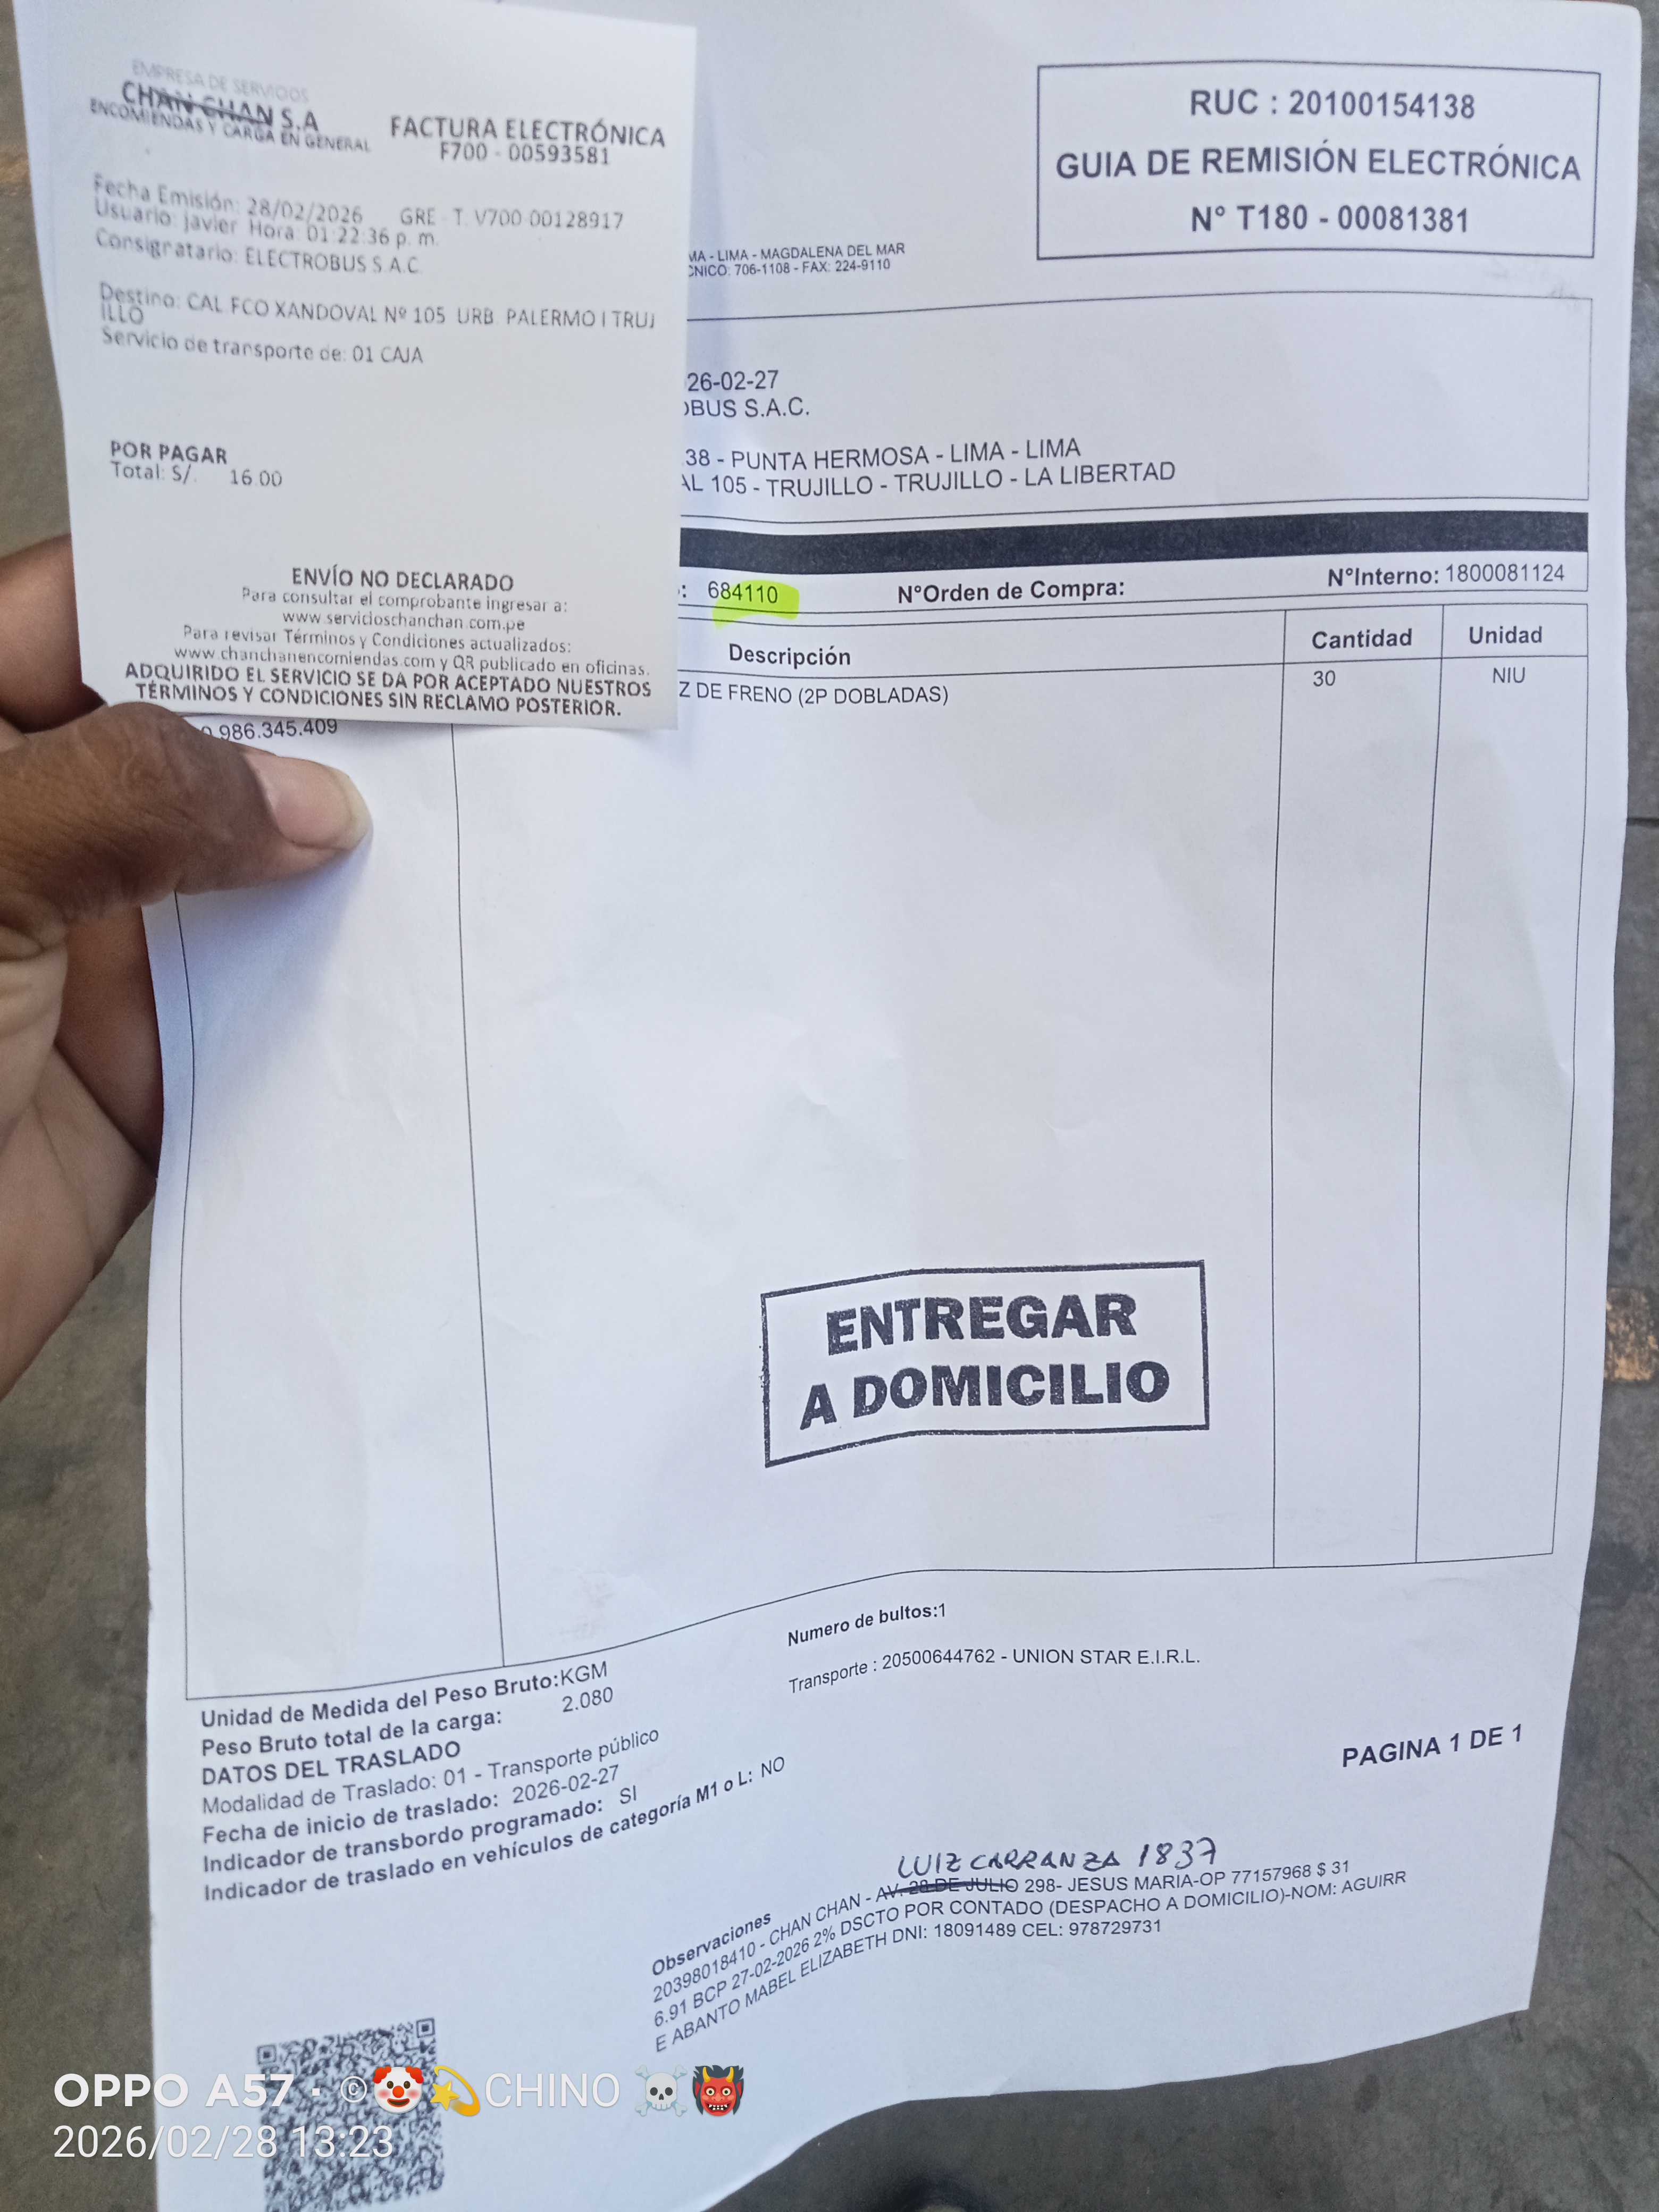 EMPRESA DE SERVICIOS
CHAN CHAN S.A
ENCOMIENDAS Y CARGA EN GENERAL
FACTURA ELECTRÓNICA
F700 - 00593581
Fecha Emisión: 28/02/2026 GRE - T. V700-00128917
Usuario: javier Hora: 01:22:36 p. m.
Consignatario: ELECTROBUS S.A.C.
Destino: CAL FCO XANDOVAL Nº 105 URB. PALERMO I TRUJ
ILLO
Servicio de transporte de: 01 CAJA
POR PAGAR
Total: S/. 16.00
ENVÍO NO DECLARADO
Para consultar el comprobante ingresar a:
www.servicioschanchan.com.pe
Para revisar Términos y Condiciones actualizados:
www.chanchanencomiendas.com y QR publicado en oficinas.
ADQUIRIDO EL SERVICIO SE DA POR ACEPTADO NUESTROS
TÉRMINOS Y CONDICIONES SIN RECLAMO POSTERIOR.
RUC : 20100154138
GUIA DE REMISIÓN ELECTRÓNICA
N° T180 - 00081381
MA - LIMA - MAGDALENA DEL MAR
CNICO: 706-1108 - FAX: 224-9110
26-02-27
OBUS S.A.C.
38 - PUNTA HERMOSA - LIMA - LIMA
AL 105 - TRUJILLO - TRUJILLO - LA LIBERTAD
: 684110 N°Orden de Compra: N°Interno: 1800081124
Descripción Cantidad Unidad
986.345.409 Z DE FRENO (2P DOBLADAS) 30 NIU
ENTREGAR
A DOMICILIO
Numero de bultos:1
Transporte : 20500644762 - UNION STAR E.I.R.L.
Unidad de Medida del Peso Bruto:KGM
Peso Bruto total de la carga: 2.080
DATOS DEL TRASLADO
Modalidad de Traslado: 01 - Transporte público
Fecha de inicio de traslado: 2026-02-27
Indicador de transbordo programado: SI
Indicador de traslado en vehículos de categoría M1 o L: NO
PAGINA 1 DE 1
LUIZ CARRANZA 1837
Observaciones
20398018410 - CHAN CHAN - AV. 28 DE JULIO 298- JESUS MARIA-OP 77157968 $ 31
6.91 BCP 27-02-2026 2% DSCTO POR CONTADO (DESPACHO A DOMICILIO)-NOM: AGUIRR
E ABANTO MABEL ELIZABETH DNI: 18091489 CEL: 978729731
OPPO A57 · ©🤡💫CHINO ☠️👹
2026/02/28 13:23